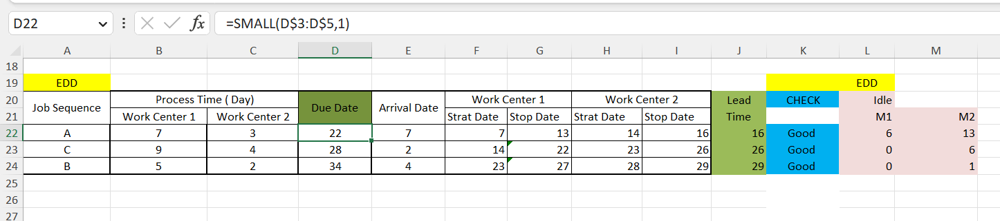 D22 fx =SMALL(D$3:D$5,1)
A B C D E F G H I J K L M
18
19 EDD EDD
20 Job Sequence Process Time ( Day) Due Date Arrival Date Work Center 1 Work Center 2 Lead CHECK Idle
21 Work Center 1 Work Center 2 Strat Date Stop Date Strat Date Stop Date Time M1 M2
22 A 7 3 22 7 7 13 14 16 16 Good 6 13
23 C 9 4 28 2 14 22 23 26 26 Good 0 6
24 B 5 2 34 4 23 27 28 29 29 Good 0 1
25
26
27